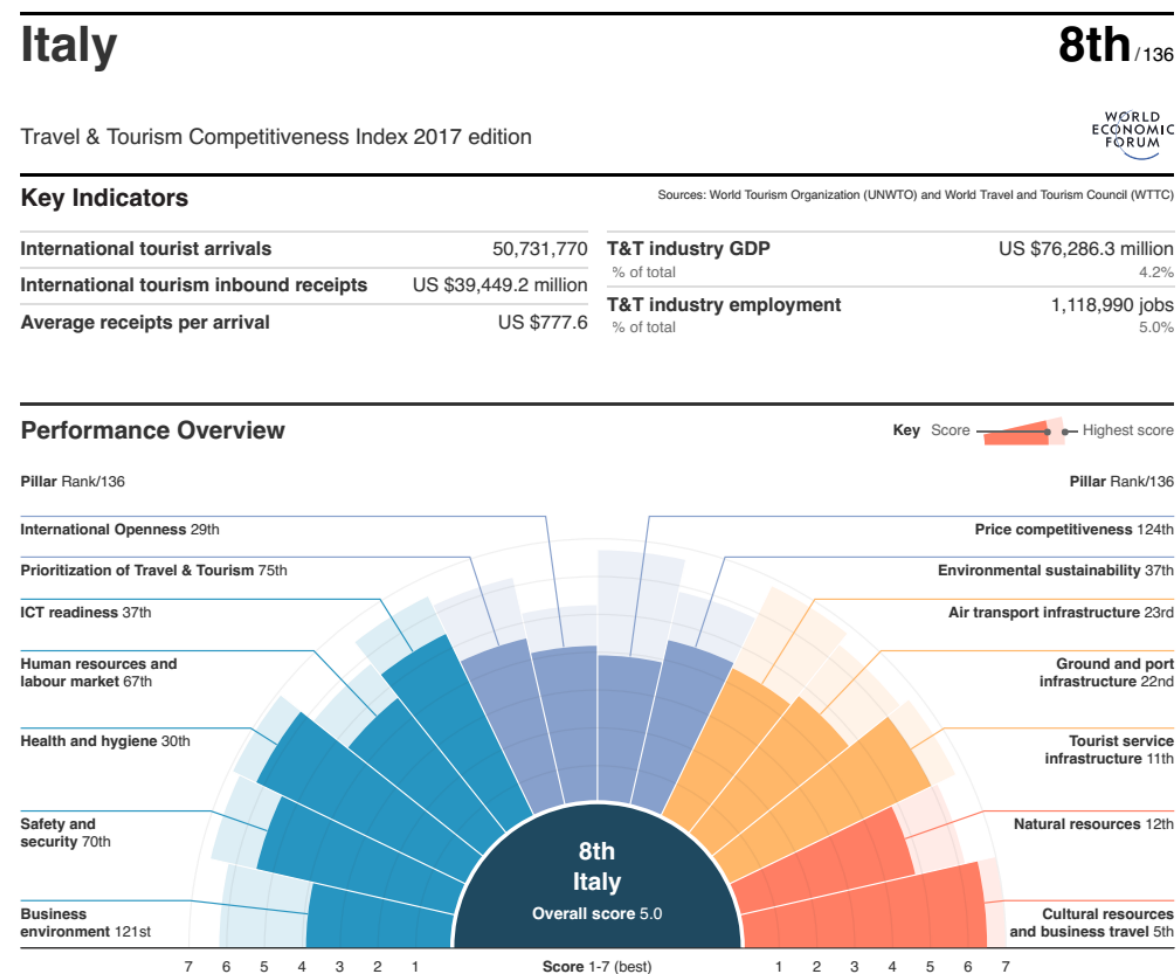 Italy
8th /136
Travel & Tourism Competitiveness Index 2017 edition
WORLD
ECONOMIC
FORUM
Key Indicators
Sources: World Tourism Organization (UNWTO) and World Travel and Tourism Council (WTTC)
International tourist arrivals 50,731,770
International tourism inbound receipts US $39,449.2 million
Average receipts per arrival US $777.6
T&T industry GDP US $76,286.3 million
% of total 4.2%
T&T industry employment 1,118,990 jobs
% of total 5.0%
Performance Overview
Key Score Highest score
Pillar Rank/136
Pillar Rank/136
International Openness 29th
Prioritization of Travel & Tourism 75th
ICT readiness 37th
Human resources and
labour market 67th
Health and hygiene 30th
Safety and
security 70th
Business
environment 121st
Price competitiveness 124th
Environmental sustainability 37th
Air transport infrastructure 23rd
Ground and port
infrastructure 22nd
Tourist service
infrastructure 11th
Natural resources 12th
Cultural resources
and business travel 5th
8th
Italy
Overall score 5.0
7 6 5 4 3 2 1 Score 1-7 (best) 1 2 3 4 5 6 7